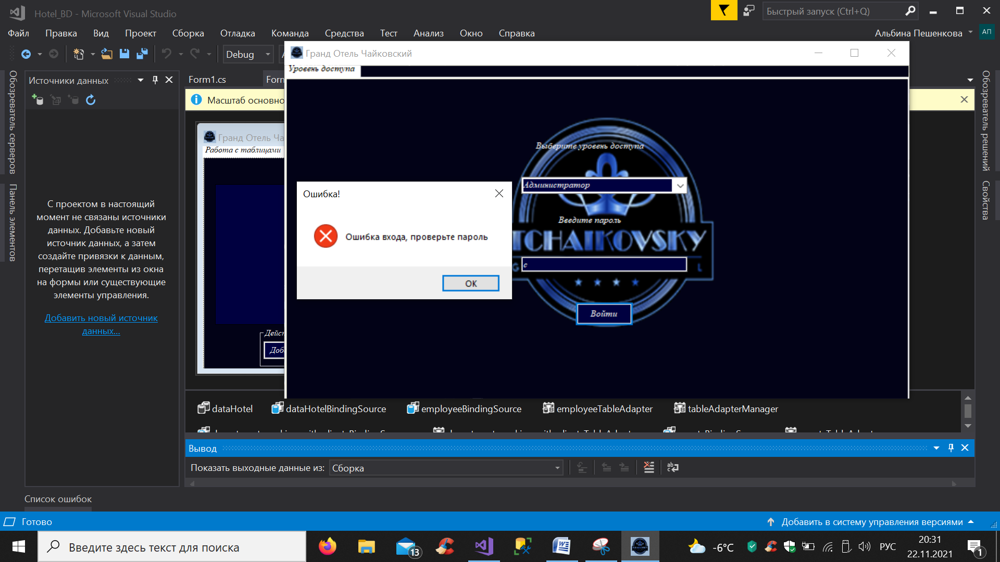 Hotel_BD - Microsoft Visual Studio
Быстрый запуск (Ctrl+Q)
Файл Правка Вид Проект Сборка Отладка Команда Средства Тест Анализ Окно Справка
Альбина Пешенкова АП
Debug
Гранд Отель Чайковский
Уровень доступа
Обозреватель серверов
Панель элементов
Источники данных
Form1.cs
Масштаб основно
Гранд Отель Ча
Работа с таблицами
С проектом в настоящий
момент не связаны источники
данных. Добавьте новый
источник данных, а затем
создайте привязки к данным,
перетащив элементы из окна
на формы или существующие
элементы управления.
Добавить новый источник
данных...
Выберите уровень доступа
Администратор
Введите пароль
TCHAIKOVSKY
с
G L
Войти
Ошибка!
Ошибка входа, проверьте пароль
OK
Обозреватель решений
Свойства
dataHotel dataHotelBindingSource employeeBindingSource employeeTableAdapter tableAdapterManager
Вывод
Показать выходные данные из: Сборка
Список ошибок
Готово
Добавить в систему управления версиями
Введите здесь текст для поиска
13
-6°C
РУС
20:31
22.11.2021
1